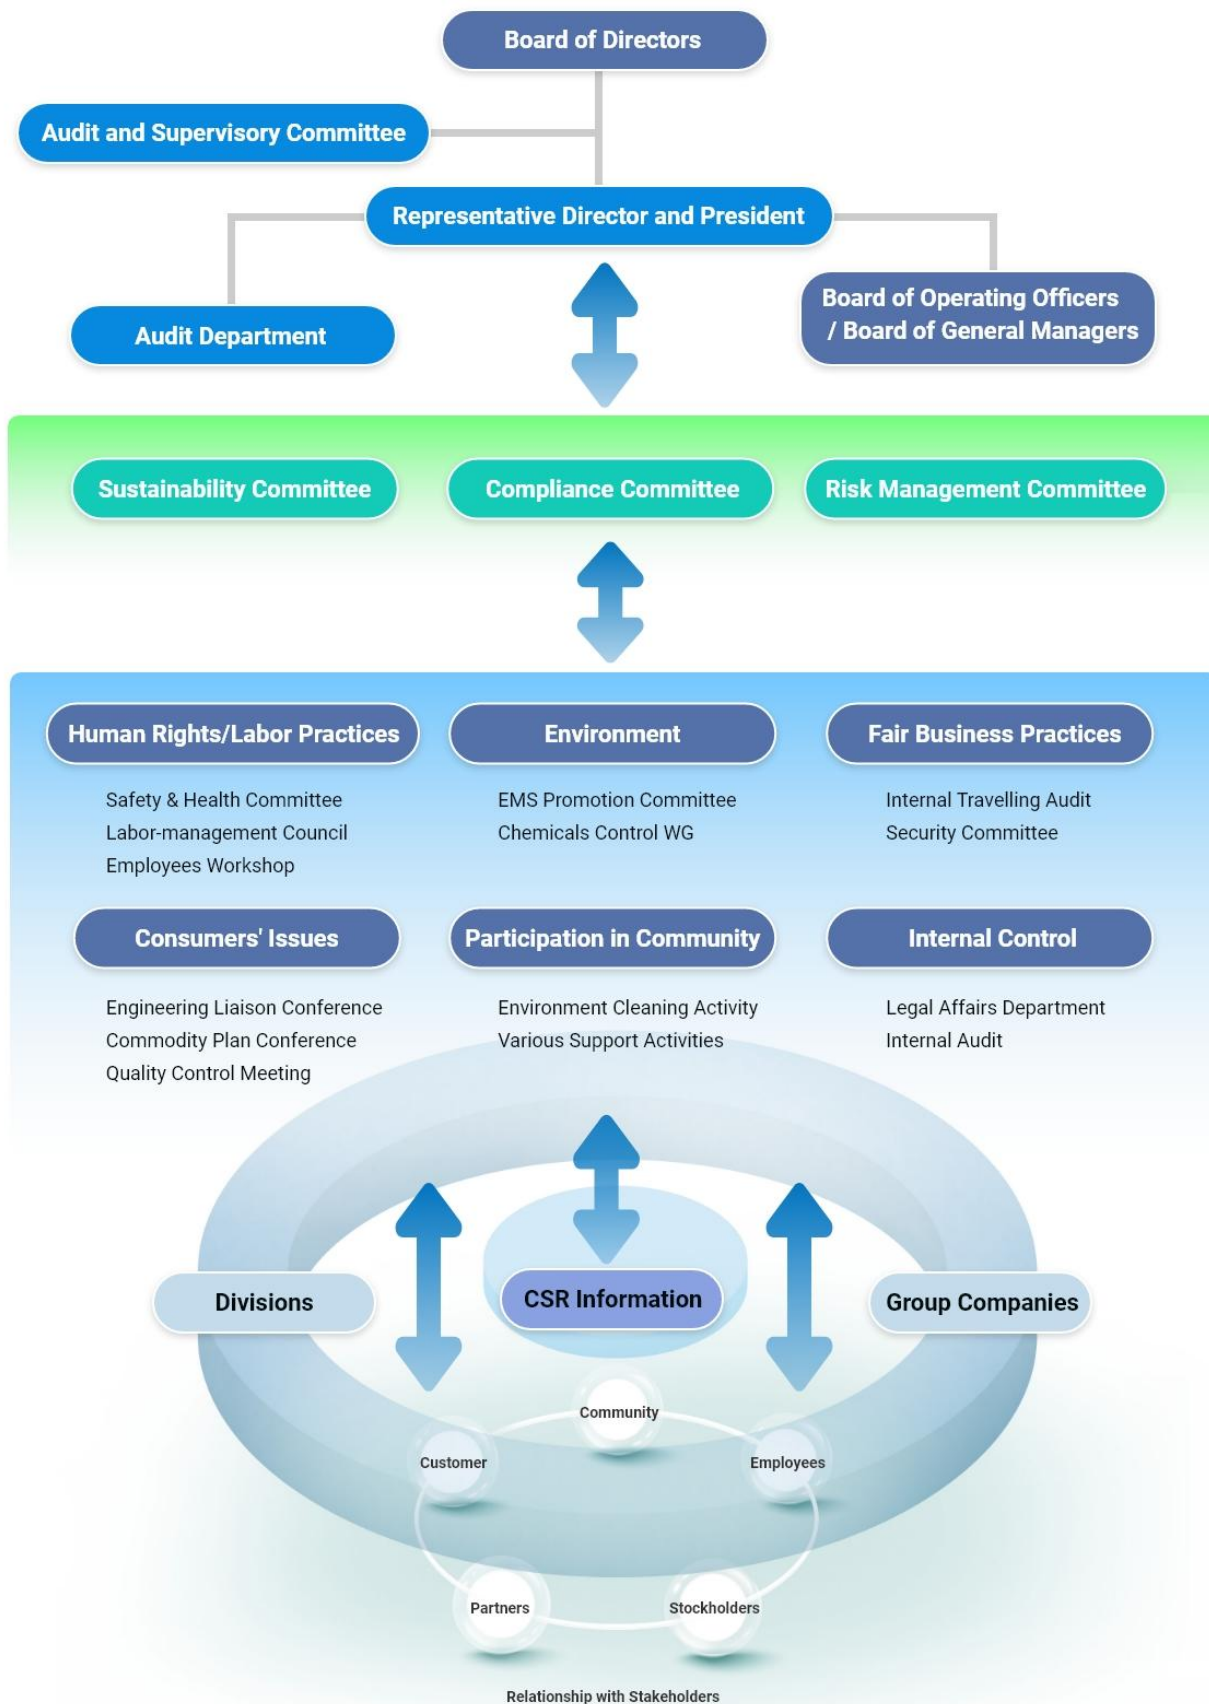 Board of Directors
Audit and Supervisory Committee
Representative Director and President
Audit Department
Board of Operating Officers
/ Board of General Managers
Sustainability Committee
Compliance Committee
Risk Management Committee
Human Rights/Labor Practices
Safety & Health Committee
Labor-management Council
Employees Workshop
Environment
EMS Promotion Committee
Chemicals Control WG
Fair Business Practices
Internal Travelling Audit
Security Committee
Consumers' Issues
Engineering Liaison Conference
Commodity Plan Conference
Quality Control Meeting
Participation in Community
Environment Cleaning Activity
Various Support Activities
Internal Control
Legal Affairs Department
Internal Audit
Divisions
CSR Information
Group Companies
Community
Customer
Employees
Partners
Stockholders
Relationship with Stakeholders